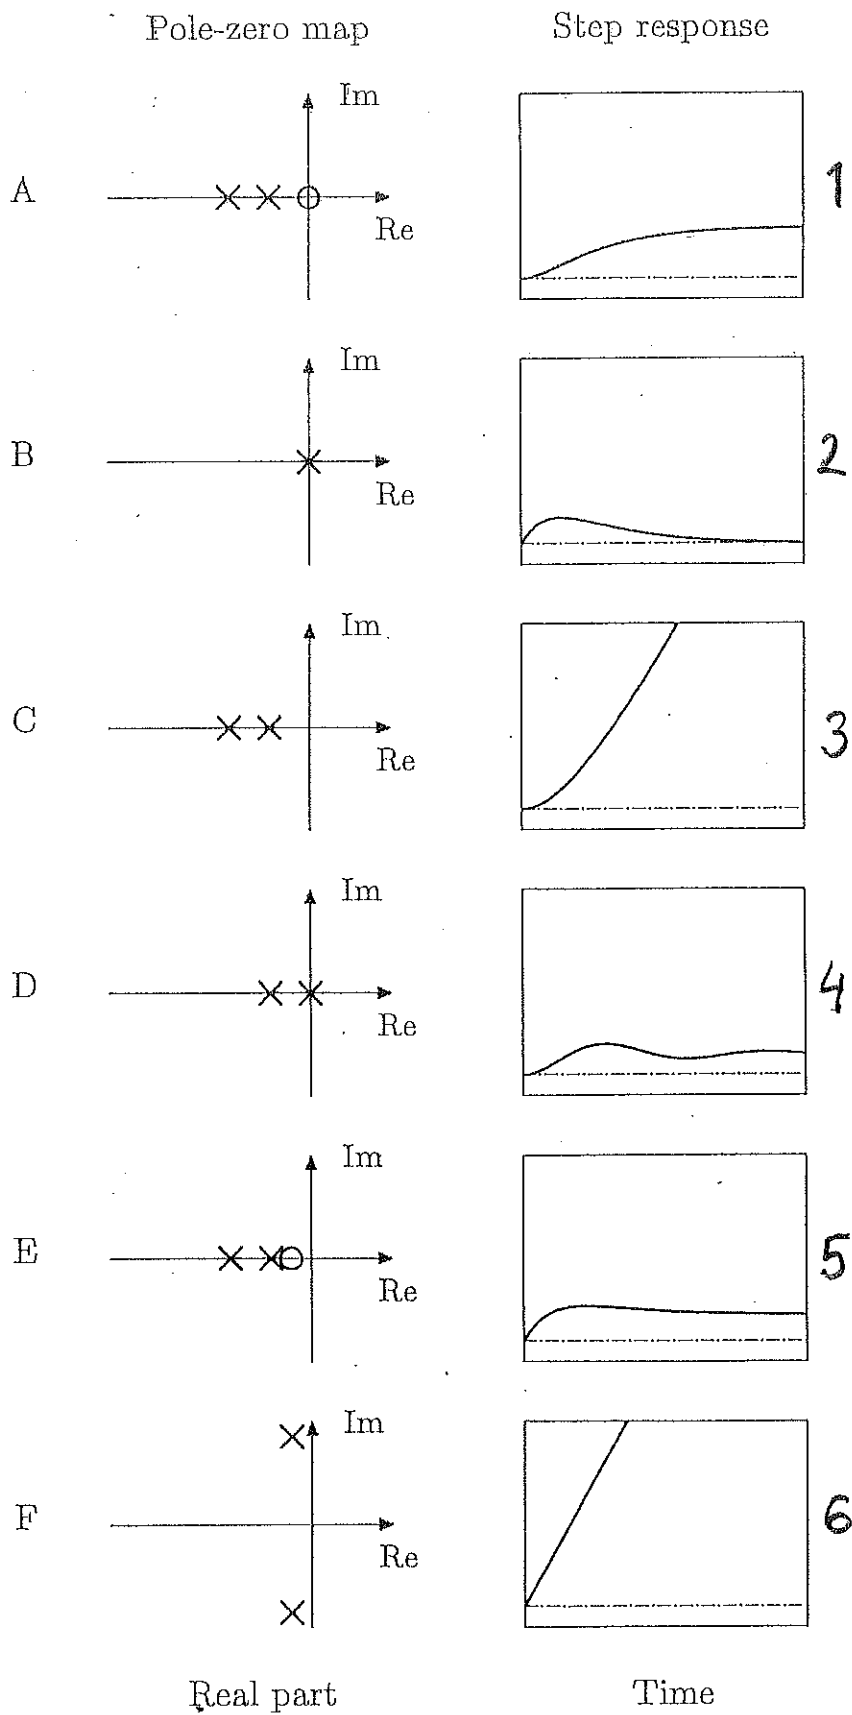 Pole-zero map Step response
Im
A
Re
1
Im
B
Re
2
Im
C
Re
3
Im
D
Re
4
Im
E
Re
5
Im
F
Re
6
Real part Time